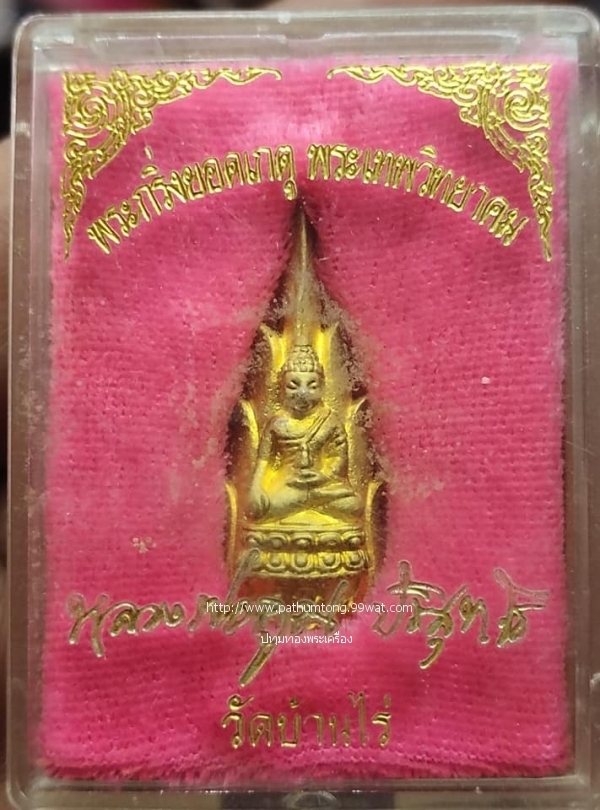 พระกริ่งยอดเกตุ พระเทพวิทยาคม
http://www.pathumtong.99wat.com
หลวงพ่อคูณ ปริสุทโธ
ปทุมทองพระเครื่อง
วัดบ้านไร่